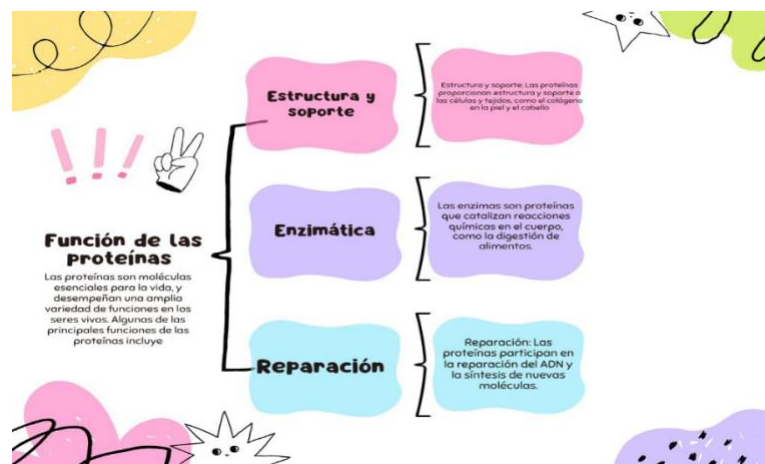 Función de las
proteínas
Las proteínas son moléculas
esenciales para la vida, y
desempeñan una amplia
variedad de funciones en los
seres vivos. Algunas de las
principales funciones de las
proteínas incluye
Estructura y
soporte
Estructura y soporte: Las proteínas
proporcionan estructura y soporte a
las células y tejidos, como el colágeno
en la piel y el cabello
Enzimática
Las enzimas son proteínas
que catalizan reacciones
químicas en el cuerpo,
como la digestión de
alimentos.
Reparación
Reparación: Las
proteínas participan en
la reparación del ADN y
la síntesis de nuevas
moléculas.